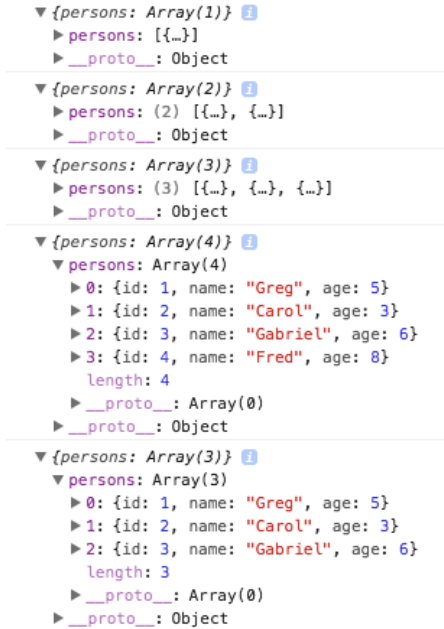 ▼{persons: Array(1)} i
▶persons: [{…}]
▶__proto__: Object
▼{persons: Array(2)} i
▶persons: (2) [{…}, {…}]
▶__proto__: Object
▼{persons: Array(3)} i
▶persons: (3) [{…}, {…}, {…}]
▶__proto__: Object
▼{persons: Array(4)} i
▼persons: Array(4)
▶0: {id: 1, name: "Greg", age: 5}
▶1: {id: 2, name: "Carol", age: 3}
▶2: {id: 3, name: "Gabriel", age: 6}
▶3: {id: 4, name: "Fred", age: 8}
length: 4
▶__proto__: Array(0)
▶__proto__: Object
▼{persons: Array(3)} i
▼persons: Array(3)
▶0: {id: 1, name: "Greg", age: 5}
▶1: {id: 2, name: "Carol", age: 3}
▶2: {id: 3, name: "Gabriel", age: 6}
length: 3
▶__proto__: Array(0)
▶__proto__: Object